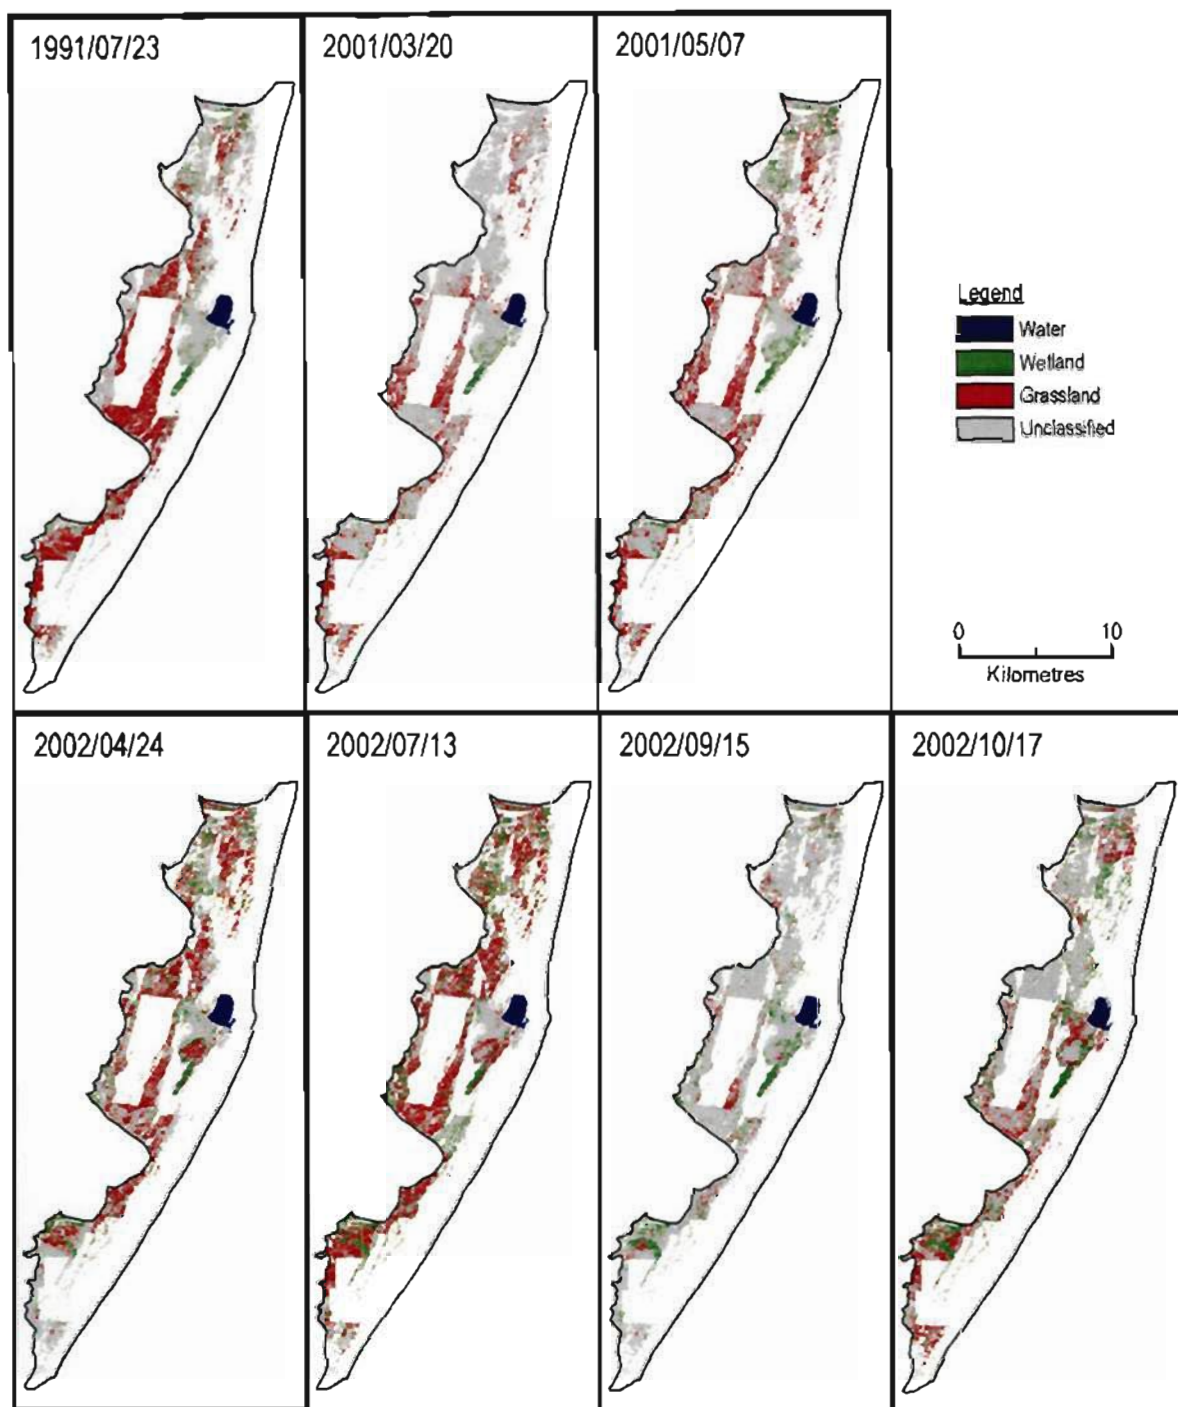 1991/07/23
2001/03/20
2001/05/07
Legend
Water
Wetland
Grassland
Unclassified
0 10
Kilometres
2002/04/24
2002/07/13
2002/09/15
2002/10/17